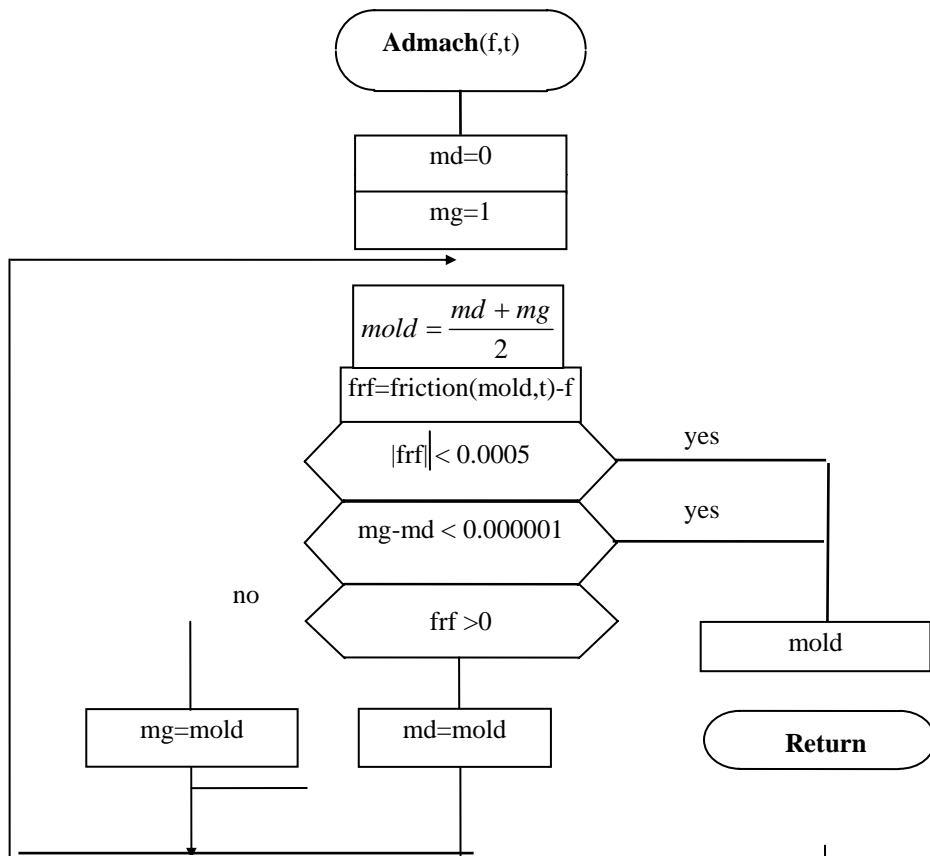 Admach(f,t)
md=0
mg=1
mold = \frac{md + mg}{2}
frf=friction(mold,t)-f
|frf| < 0.0005
yes
mg-md < 0.000001
yes
no
frf >0
mold
mg=mold
md=mold
Return